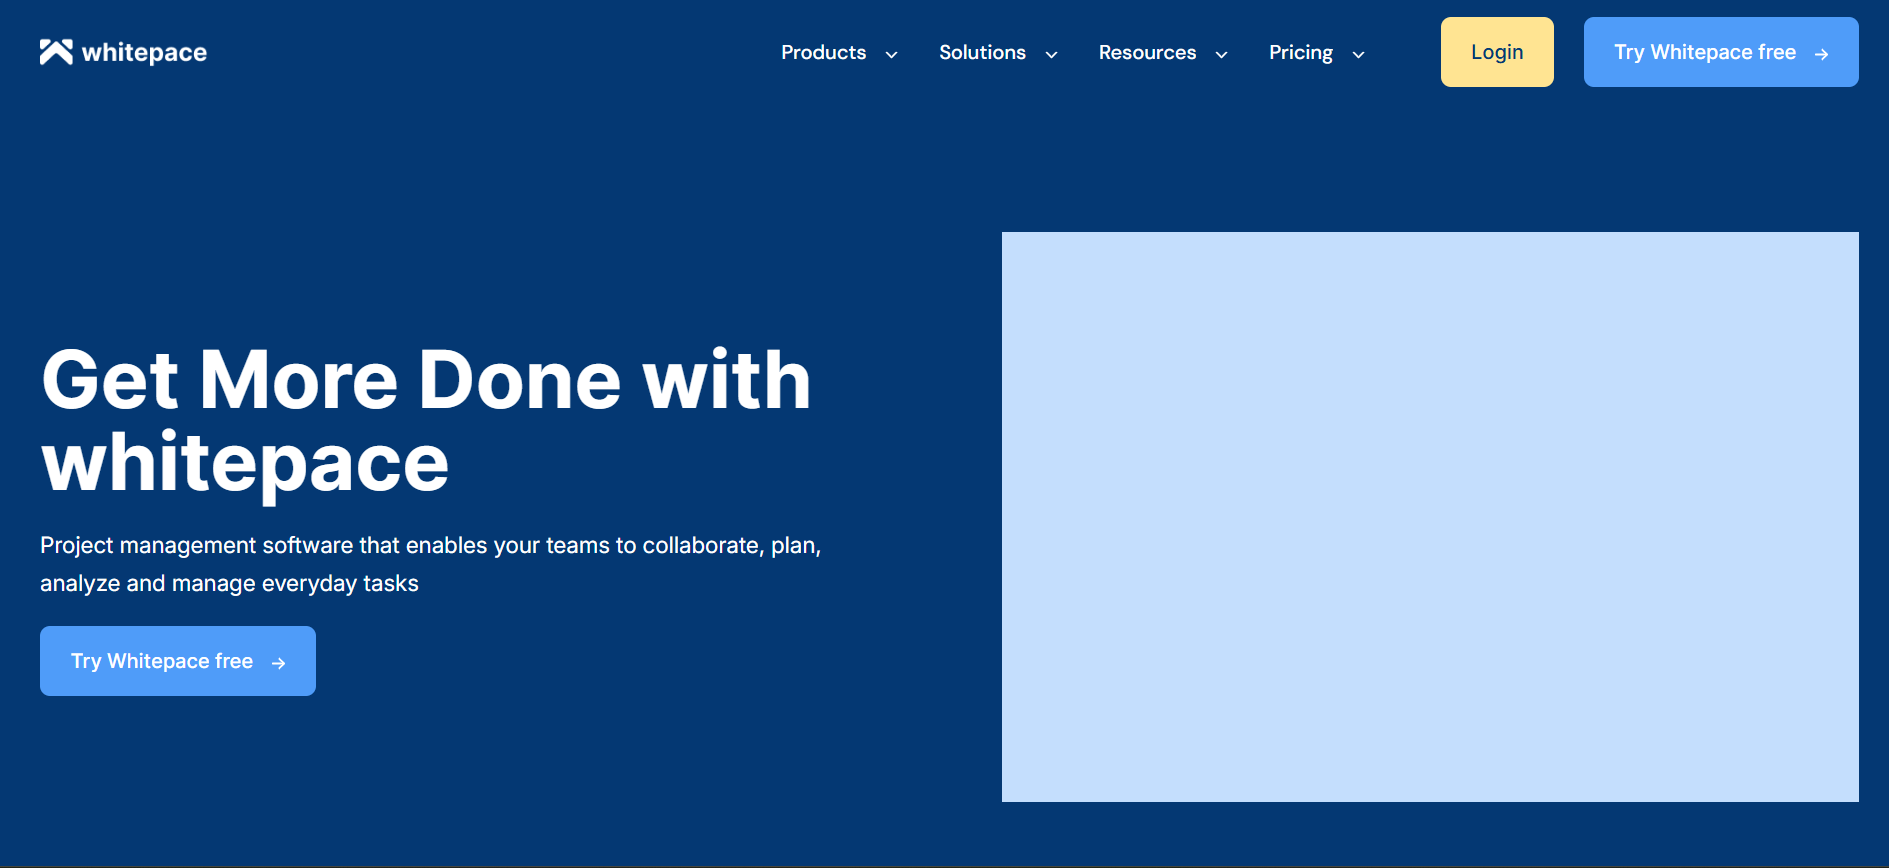 whitepace
Products
Solutions
Resources
Pricing
Login
Try Whitepace free →
Get More Done with
whitepace
Project management software that enables your teams to collaborate, plan,
analyze and manage everyday tasks
Try Whitepace free →